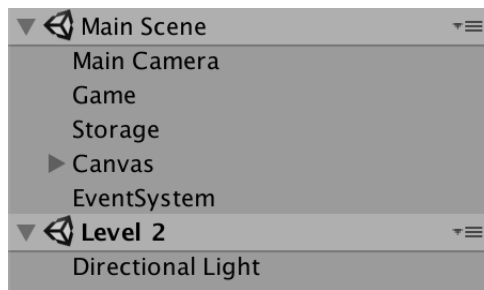 Main Scene
Main Camera
Game
Storage
Canvas
EventSystem
Level 2
Directional Light